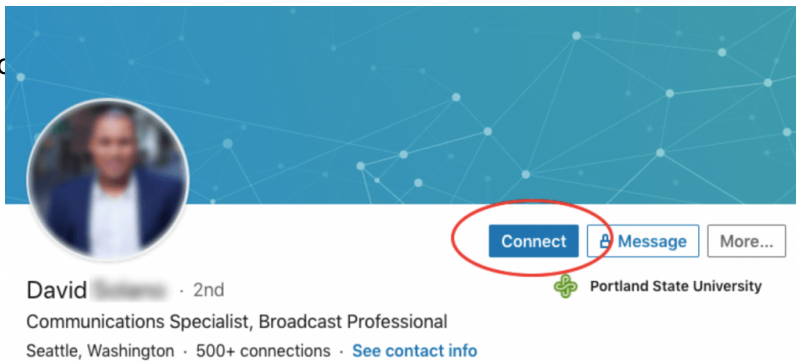 Connect
Message
More...
David · 2nd
Portland State University
Communications Specialist, Broadcast Professional
Seattle, Washington · 500+ connections · See contact info